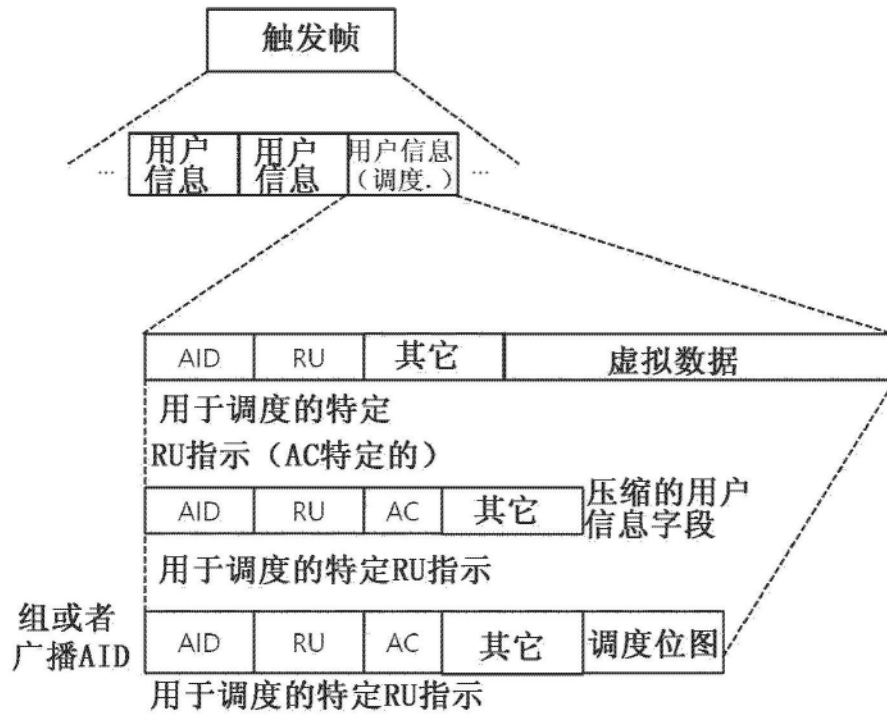 触发帧
... 用户信息 用户信息 用户信息(调度.) ...
AID RU 其它 虚拟数据
用于调度的特定
RU指示（AC特定的）
AID RU AC 其它 压缩的用户信息字段
用于调度的特定RU指示
组或者广播AID AID RU AC 其它 调度位图
用于调度的特定RU指示